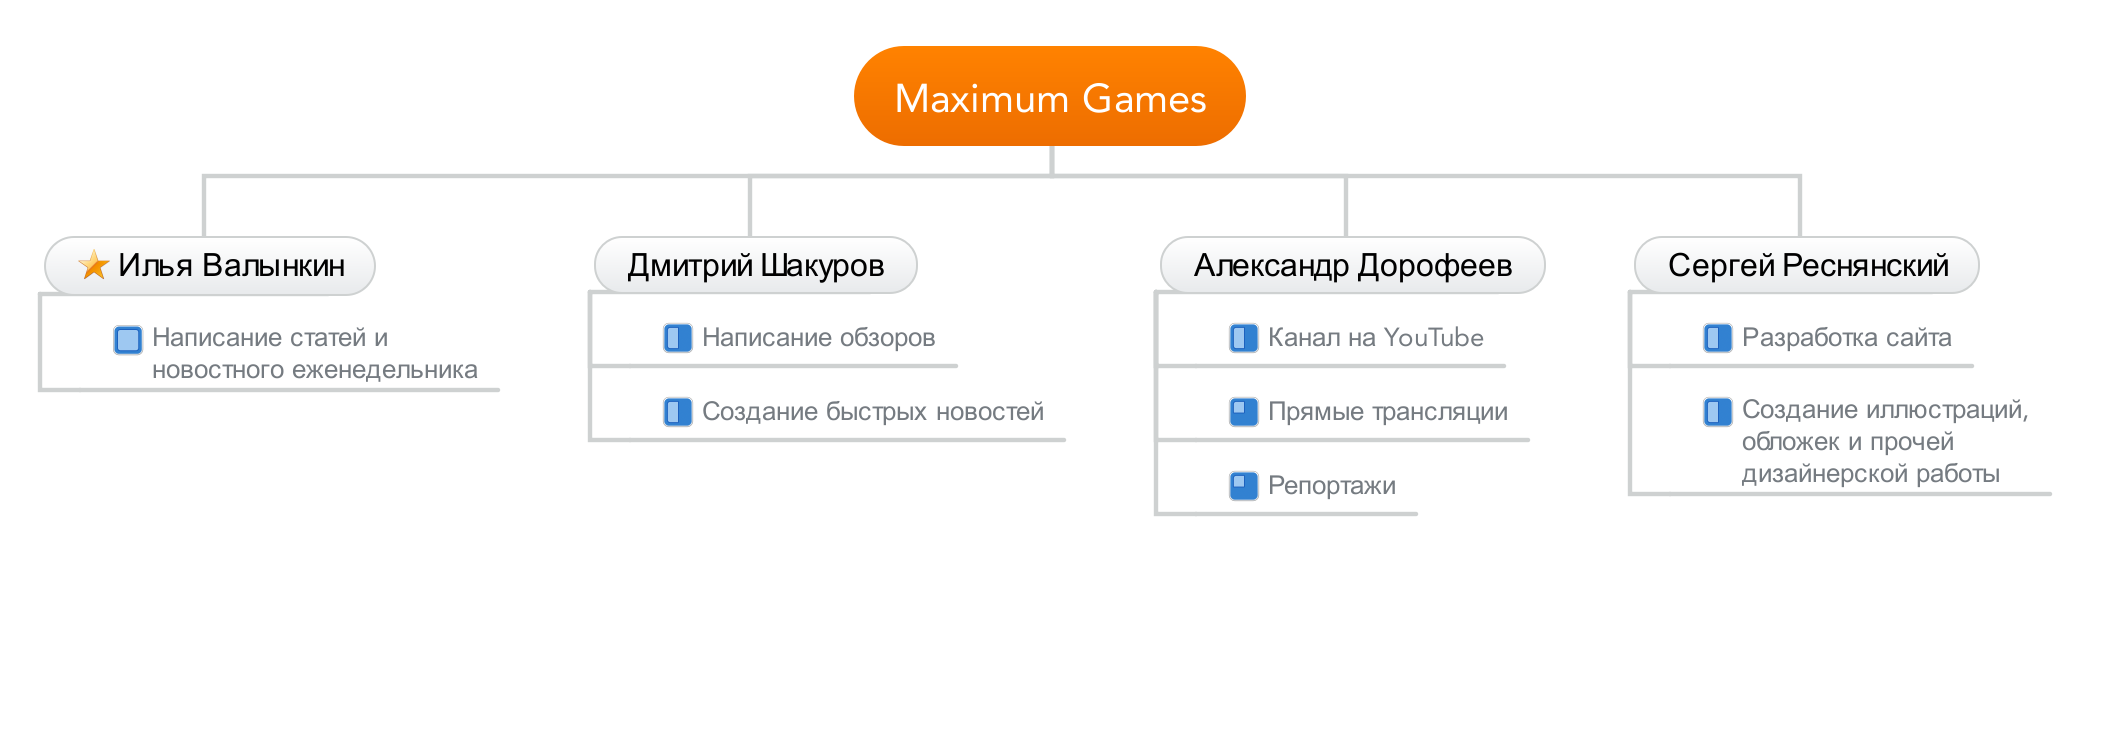 Maximum Games
Илья Валынкин
Написание статей и
новостного еженедельника
Дмитрий Шакуров
Написание обзоров
Создание быстрых новостей
Александр Дорофеев
Канал на YouTube
Прямые трансляции
Репортажи
Сергей Реснянский
Разработка сайта
Создание иллюстраций,
обложек и прочей
дизайнерской работы